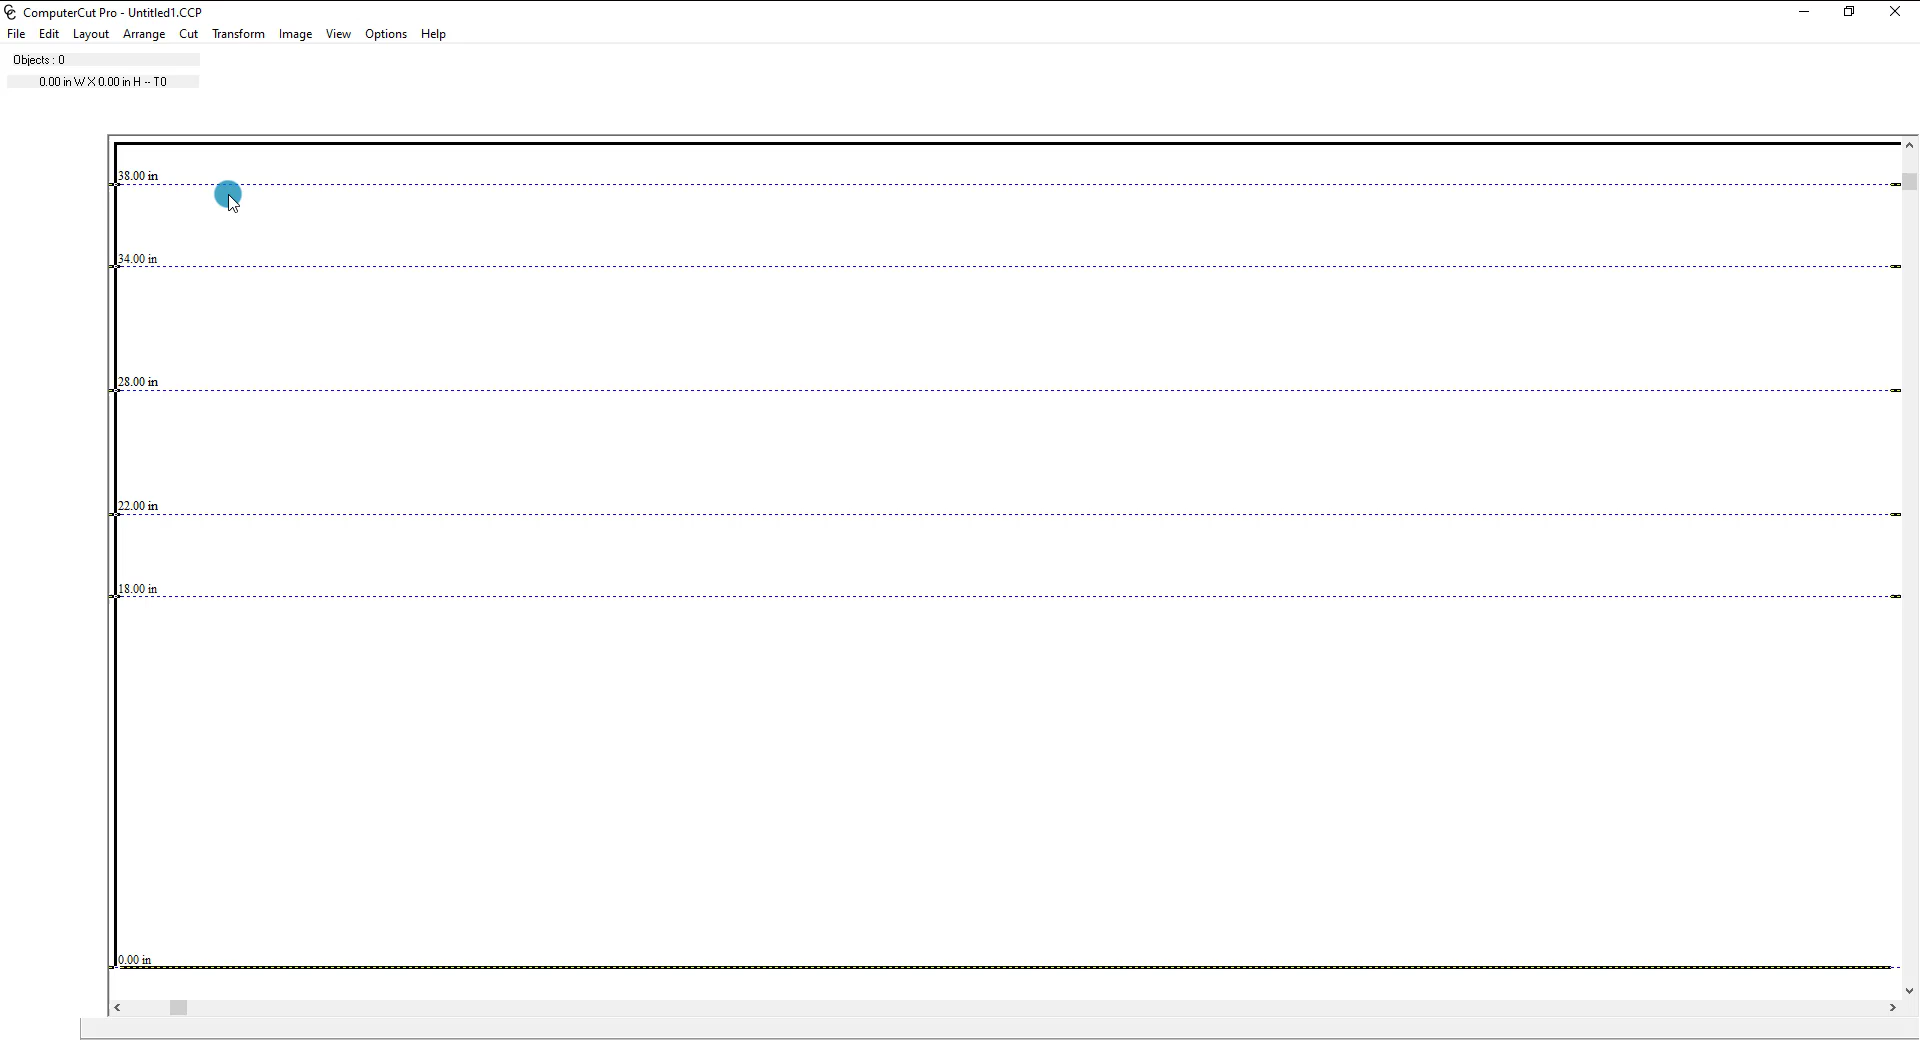 ComputerCut Pro - Untitled1.CCP
File Edit Layout Arrange Cut Transform Image View Options Help
Objects : 0
0.00 in W X 0.00 in H -- T0
38.00 in
34.00 in
28.00 in
22.00 in
18.00 in
0.00 in